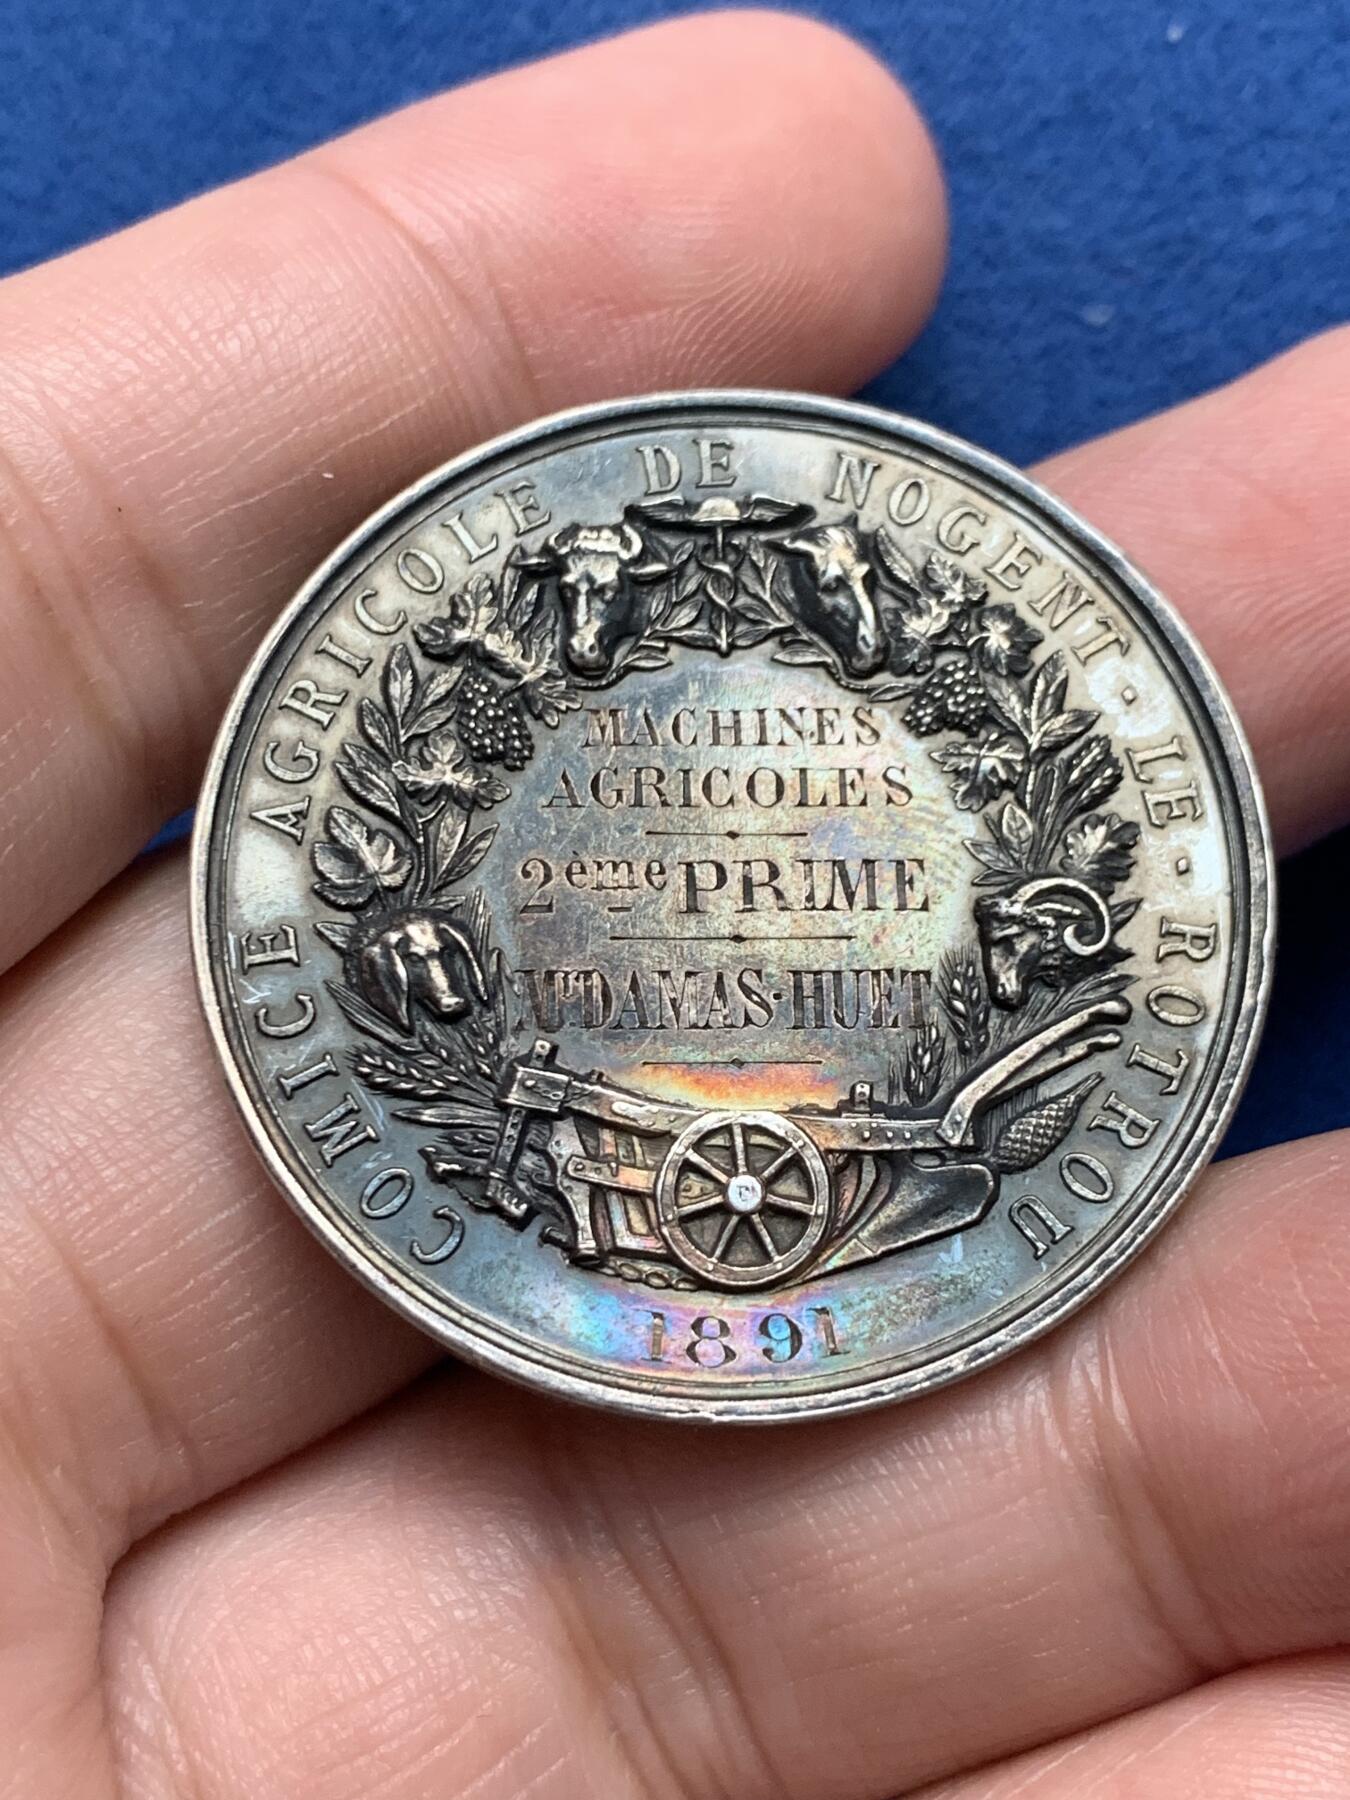 COMICE AGRICOLE DE NOGENT-LE-ROTROU
MACHINES
AGRICOLES
2ème PRIME
Mr DAMAS-HUET
1891